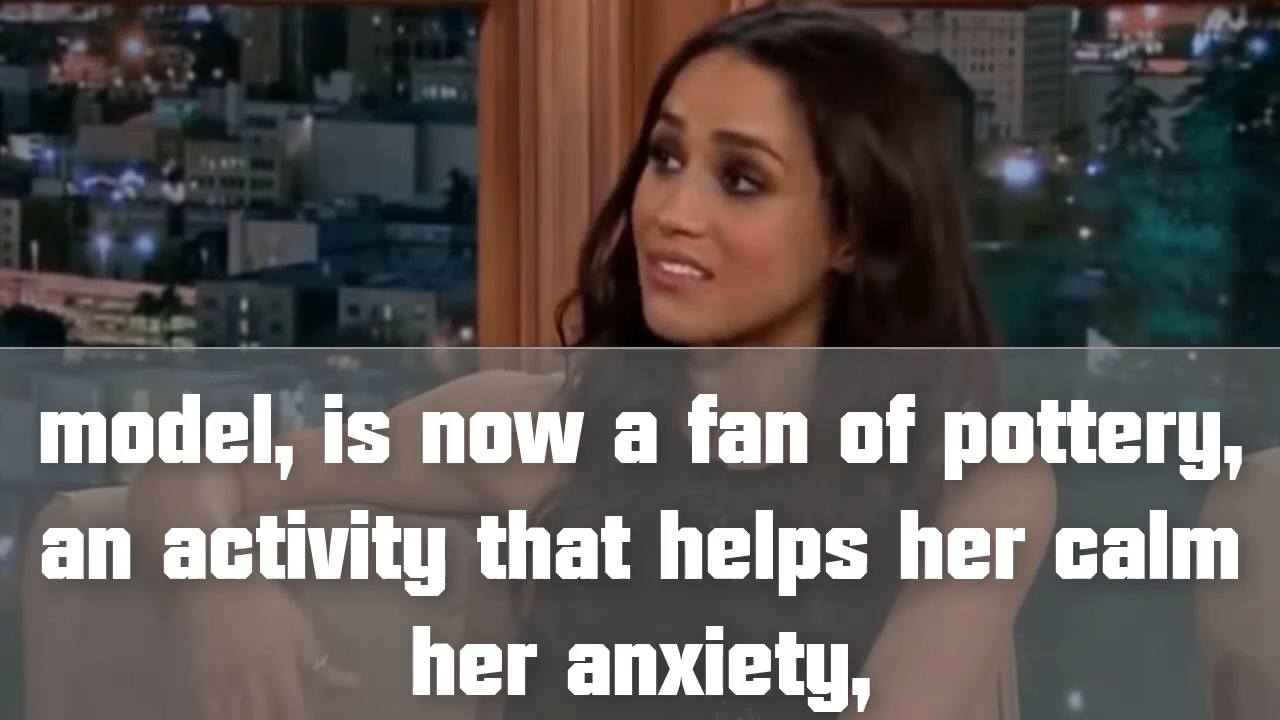 model, is now a fan of pottery,
an activity that helps her calm
her anxiety,